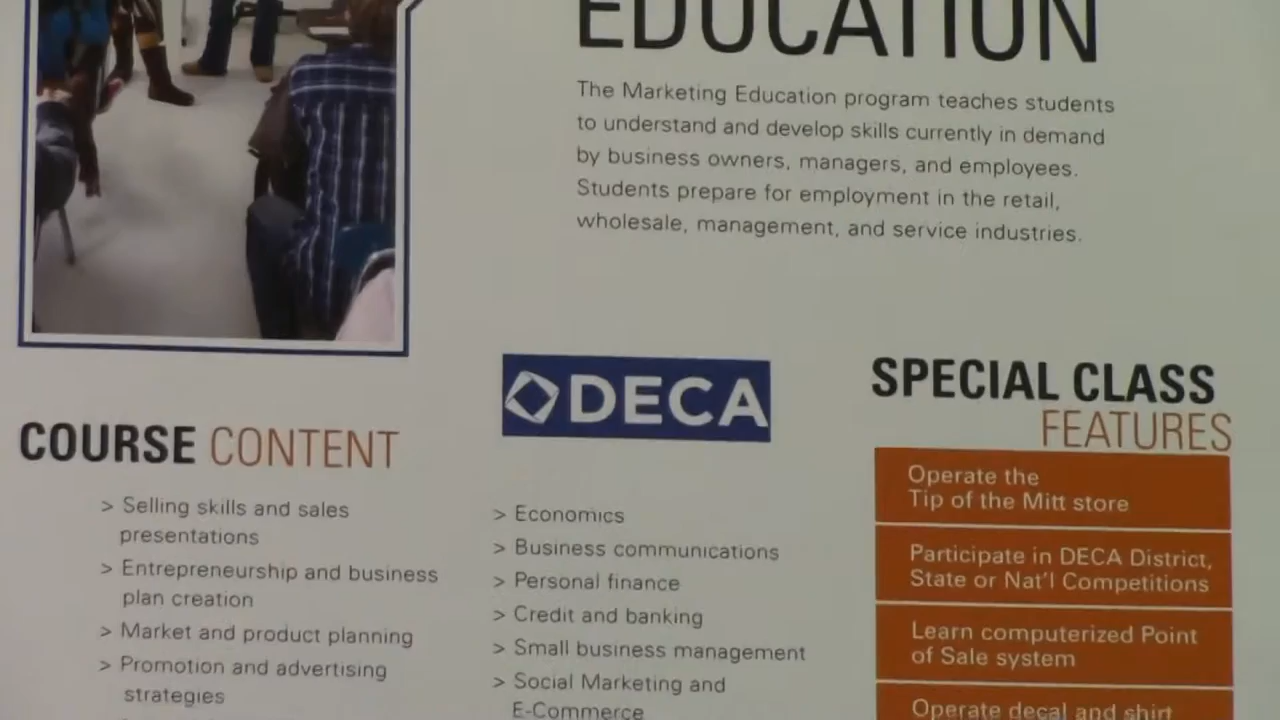 EDUCATION
The Marketing Education program teaches students
to understand and develop skills currently in demand
by business owners, managers, and employees.
Students prepare for employment in the retail,
wholesale, management, and service industries.
COURSE CONTENT
> Selling skills and sales
presentations
> Entrepreneurship and business
plan creation
> Market and product planning
> Promotion and advertising
strategies
DECA
> Economics
> Business communications
> Personal finance
> Credit and banking
> Small business management
> Social Marketing and
E-Commerce
SPECIAL CLASS
FEATURES
Operate the
Tip of the Mitt store
Participate in DECA District,
State or Nat'l Competitions
Learn computerized Point
of Sale system
Operate decal and shirt